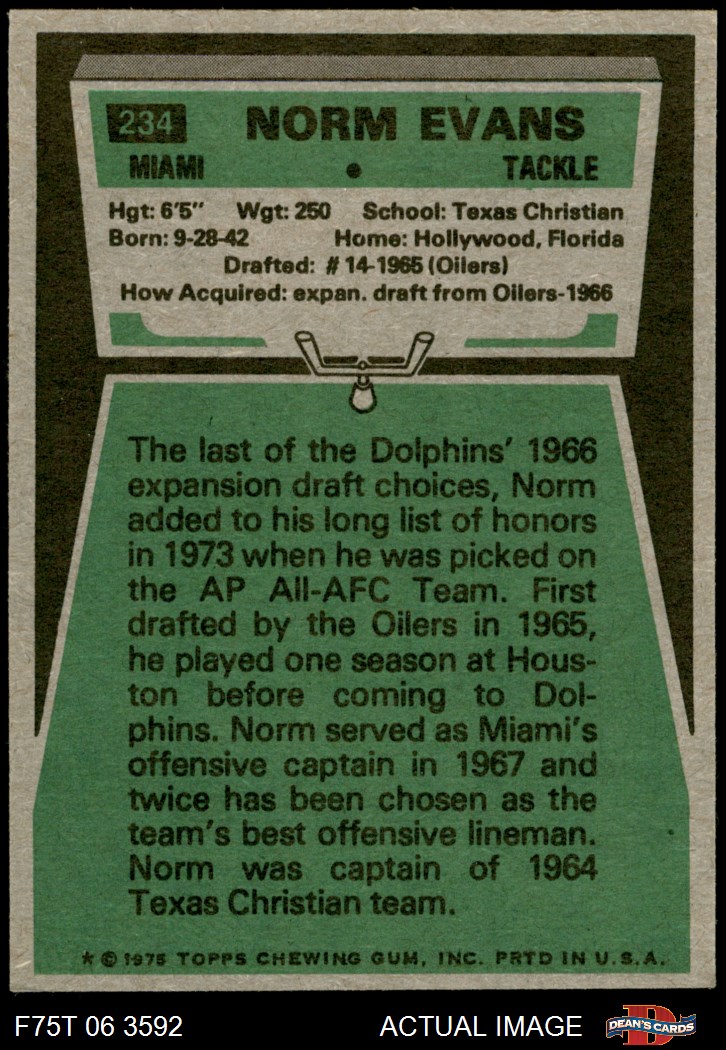 234 NORM EVANS
MIAMI • TACKLE
Hgt: 6'5" Wgt: 250 School: Texas Christian
Born: 9-28-42 Home: Hollywood, Florida
Drafted: # 14-1965 (Oilers)
How Acquired: expan. draft from Oilers-1966
The last of the Dolphins' 1966
expansion draft choices, Norm
added to his long list of honors
in 1973 when he was picked on
the AP All-AFC Team. First
drafted by the Oilers in 1965,
he played one season at Hous-
ton before coming to Dol-
phins. Norm served as Miami's
offensive captain in 1967 and
twice has been chosen as the
team's best offensive lineman.
Norm was captain of 1964
Texas Christian team.
* © 1975 TOPPS CHEWING GUM, INC. PRTD IN U.S.A.
F75T 06 3592 ACTUAL IMAGE D DEAN'S CARDS